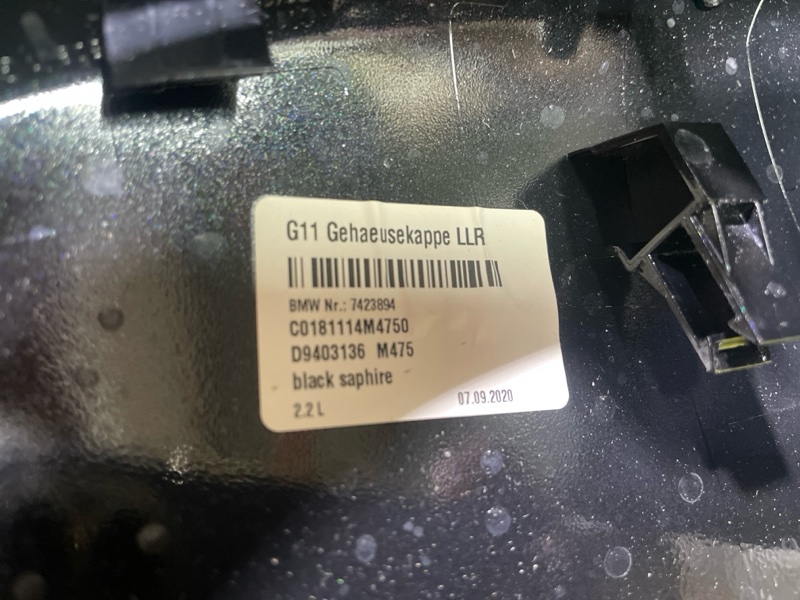 G11 Gehaeusekappe LLR
BMW Nr.: 7423894
C0181114M4750
D9403136 M475
black saphire
2.2 L 07.09.2020